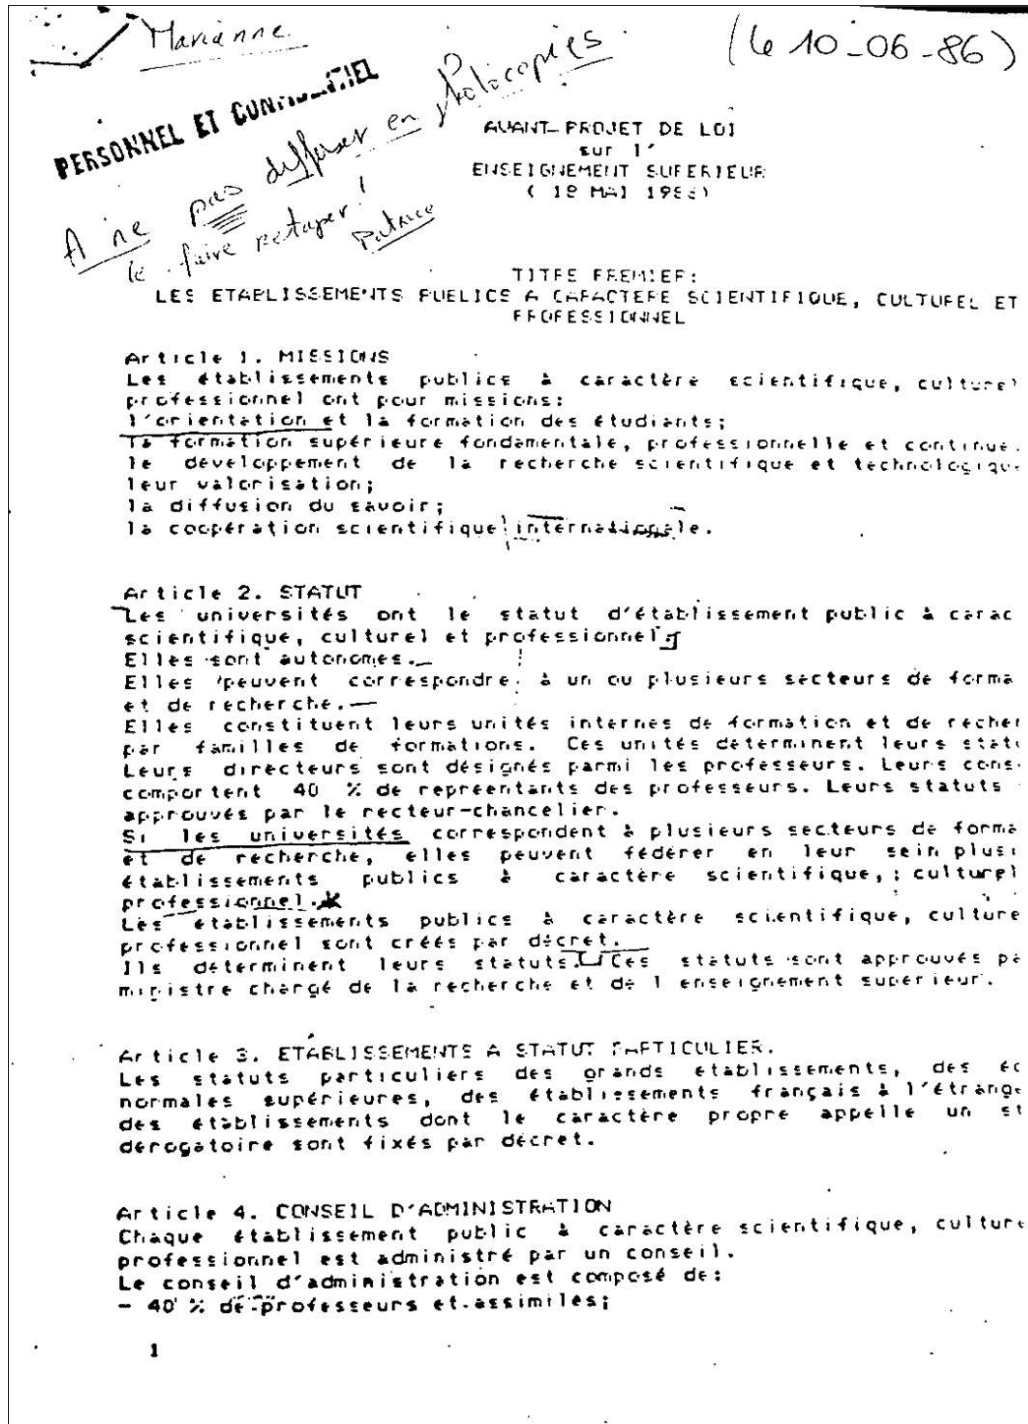 Marianne
(le 10-06-86)
PERSONNEL ET
A ne pas diffuser en photocopies.
le faire retaper!
Patrice
AVANT-PROJET DE LOI
sur l'
ENSEIGNEMENT SUPERIEUR
( 18 MAI 1986)
TITRE PREMIER:
LES ETABLISSEMENTS PUBLICS A CARACTERE SCIENTIFIQUE, CULTUREL ET
PROFESSIONNEL
Article 1. MISSIONS
Les établissements publics à caractère scientifique, culturel
professionnel ont pour missions:
l'orientation et la formation des étudiants;
la formation supérieure fondamentale, professionnelle et continue.
le développement de la recherche scientifique et technologique
leur valorisation;
la diffusion du savoir;
la coopération scientifique internationale.
Article 2. STATUT
Les universités ont le statut d'établissement public à carac
scientifique, culturel et professionnel.
Elles sont autonomes.
Elles peuvent correspondre à un ou plusieurs secteurs de forma
et de recherche.
Elles constituent leurs unités internes de formation et de recher
par familles de formations. Ces unités déterminent leurs statu
Leurs directeurs sont désignés parmi les professeurs. Leurs cons
comportent 40 % de repréentants des professeurs. Leurs statuts
approuvés par le recteur-chancelier.
Si les universités correspondent à plusieurs secteurs de forma
et de recherche, elles peuvent fédérer en leur sein plusi
établissements publics à caractère scientifique, culturel
professionnel.
Les établissements publics à caractère scientifique, culture
professionnel sont créés par décret.
Ils déterminent leurs statuts. Ces statuts sont approuvés pa
ministre chargé de la recherche et de l enseignement supérieur.
Article 3. ETABLISSEMENTS A STATUT PARTICULIER.
Les statuts particuliers des grands établissements, des éc
normales supérieures, des établissements français à l'étrange
des établissements dont le caractère propre appelle un st
dérogatoire sont fixés par décret.
Article 4. CONSEIL D'ADMINISTRATION
Chaque établissement public à caractère scientifique, culture
professionnel est administré par un conseil.
Le conseil d'administration est composé de:
- 40 % de professeurs et assimilés;
1